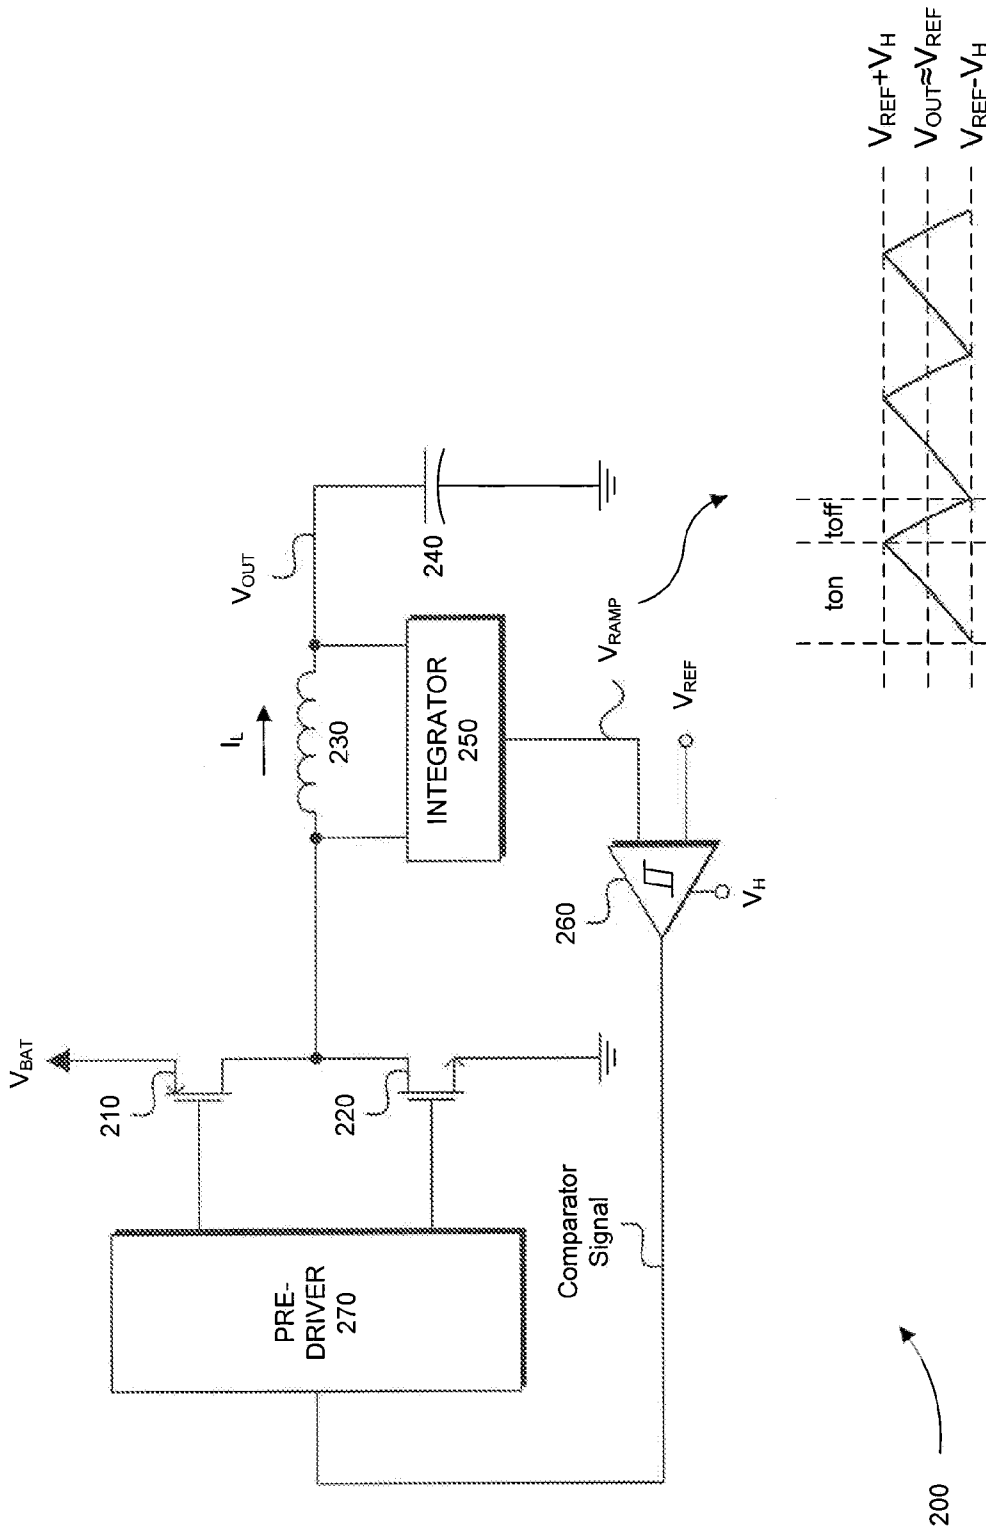 V_BAT
210
220
PRE-
DRIVER
270
I_L
230
V_OUT
240
INTEGRATOR
250
V_RAMP
V_REF
260
V_H
Comparator
Signal
ton
toff
V_REF+V_H
V_OUT≈V_REF
V_REF-V_H
200